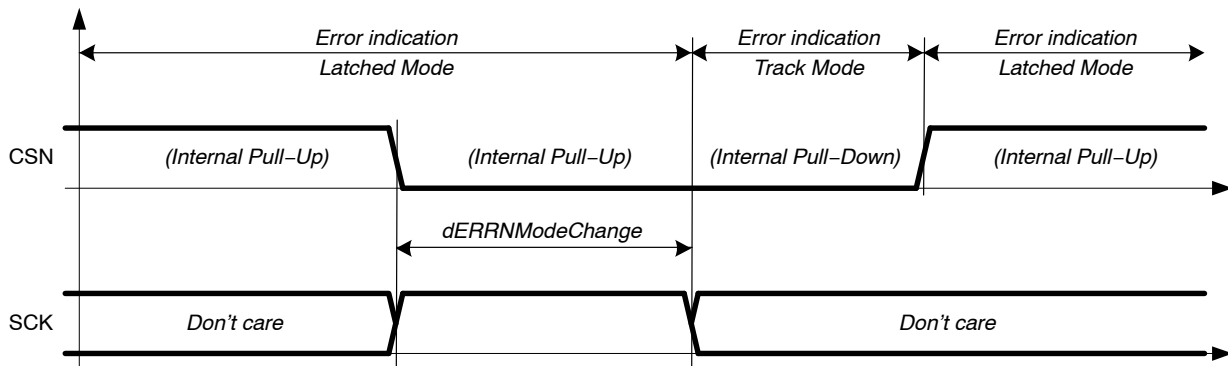 Error indication
Latched Mode
Error indication
Track Mode
Error indication
Latched Mode
CSN
(Internal Pull−Up)
(Internal Pull−Up)
(Internal Pull−Down)
(Internal Pull−Up)
dERRNModeChange
SCK
Don't care
Don't care